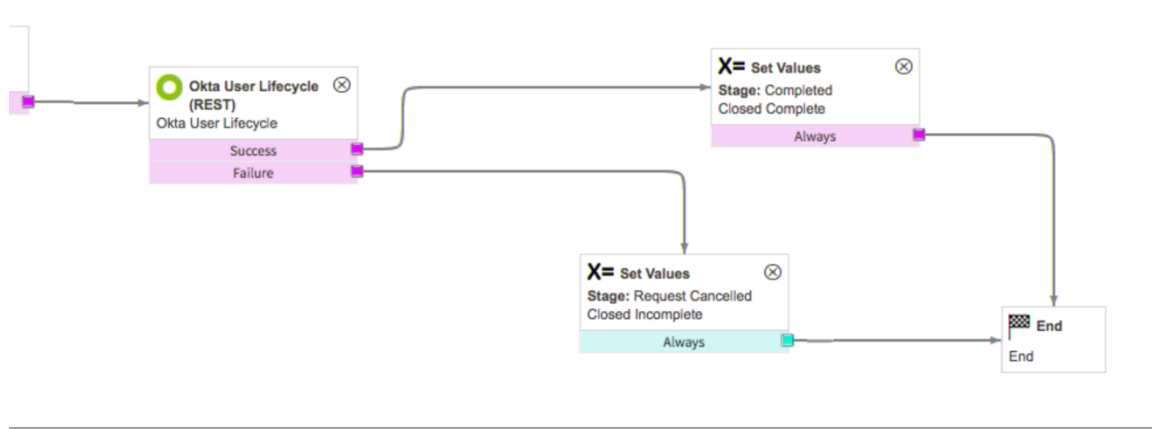 Okta User Lifecycle
(REST)
Okta User Lifecycle
Success
Failure
X= Set Values
Stage: Completed
Closed Complete
Always
X= Set Values
Stage: Request Cancelled
Closed Incomplete
Always
End
End